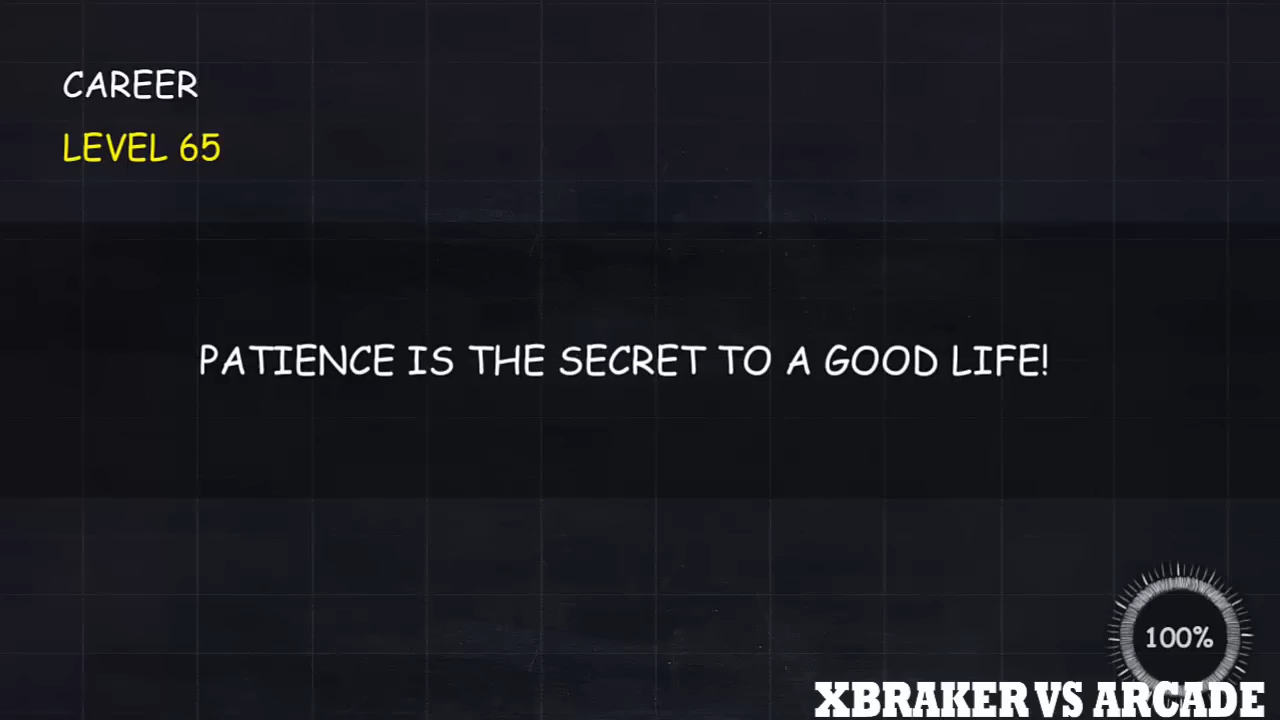 CAREER
LEVEL 65
PATIENCE IS THE SECRET TO A GOOD LIFE!
100%
XBRAKER VS ARCADE